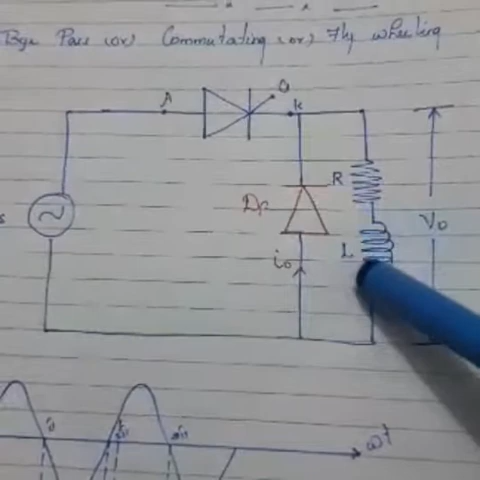 Bye Pass (or) Commutating (or) Fly wheeling
A
G
K
s
DF
R
i₀
L
V₀
ωt